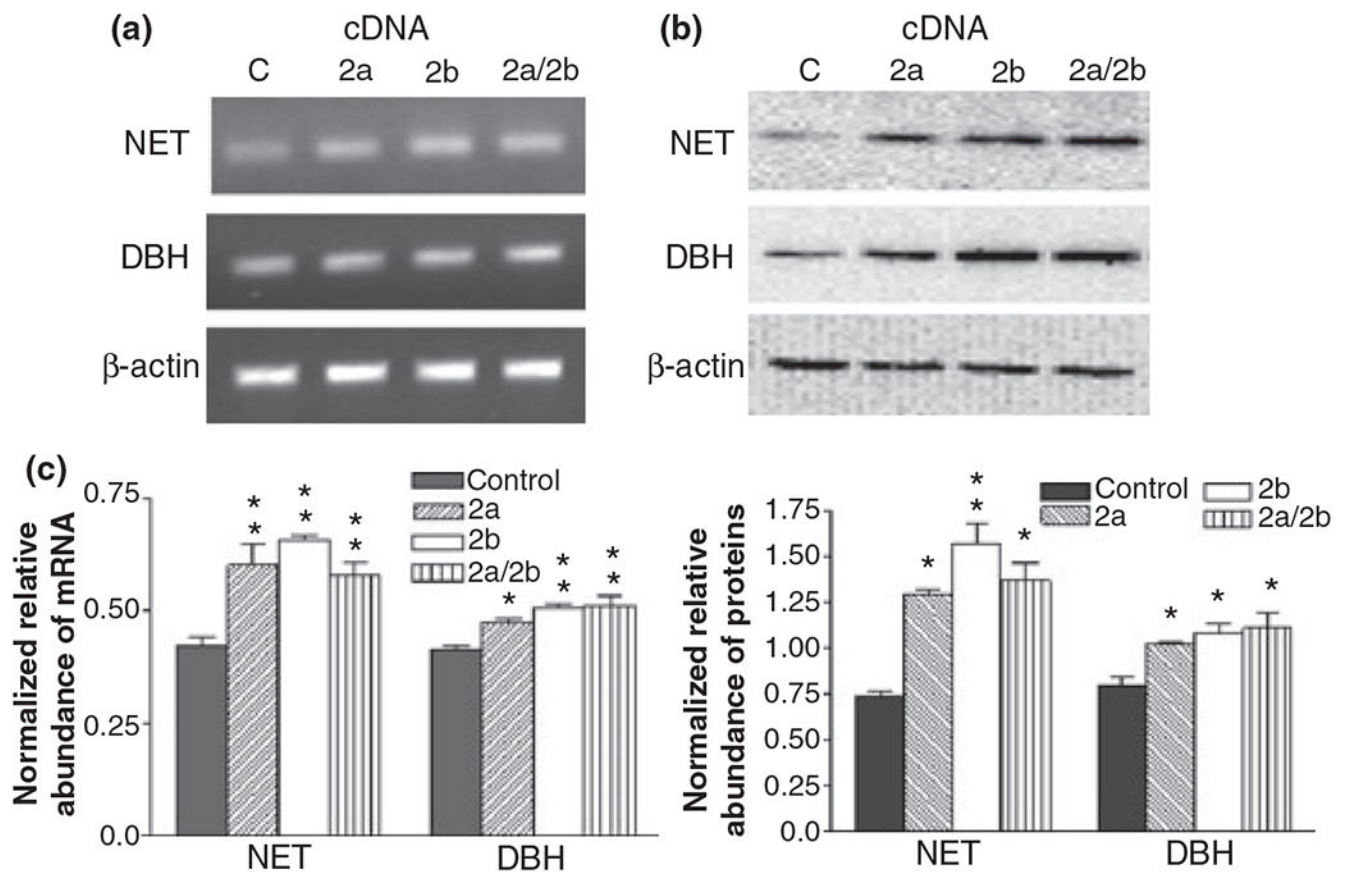 (a) cDNA
C 2a 2b 2a/2b
NET
DBH
β-actin
(b) cDNA
C 2a 2b 2a/2b
NET
DBH
β-actin
(c)
Normalized relative
abundance of mRNA
0.75
0.50
0.25
0.0
Control
2a
2b
2a/2b
* * * * * *
* * * * * *
*
NET DBH
Normalized relative
abundance of proteins
1.75
1.50
1.25
1.00
0.75
0.50
0.25
0.0
Control 2b
2a 2a/2b
* * * *
* * *
NET DBH